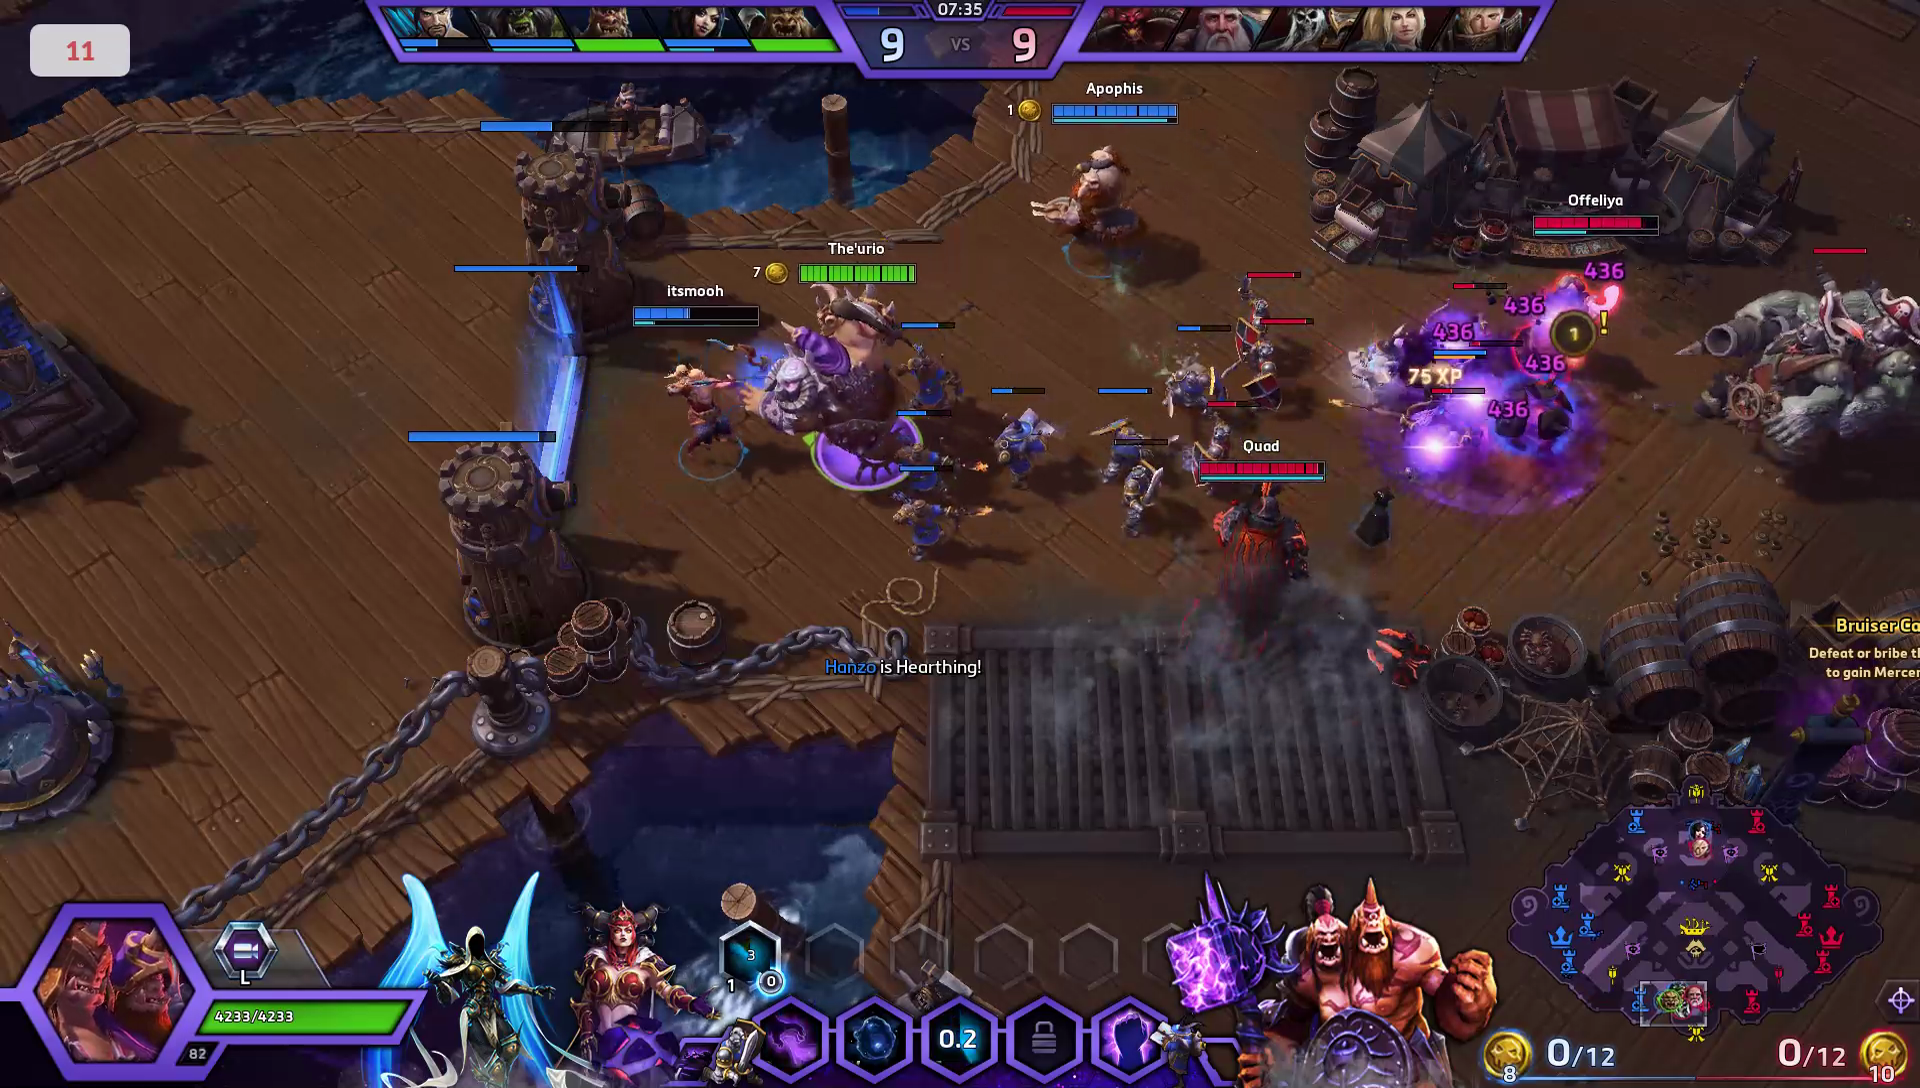 11
07:35
9 VS 9
Apophis
1
Offeliya
The'urio
7
itsmooh
436
436
436
1
!
436
75 XP
436
Quad
Hanzo is Hearthing!
Bruiser Ca
Defeat or bribe th
to gain Mercen
L
4233/4233
82
3
1
0
0.2
0/12
8
0/12
10